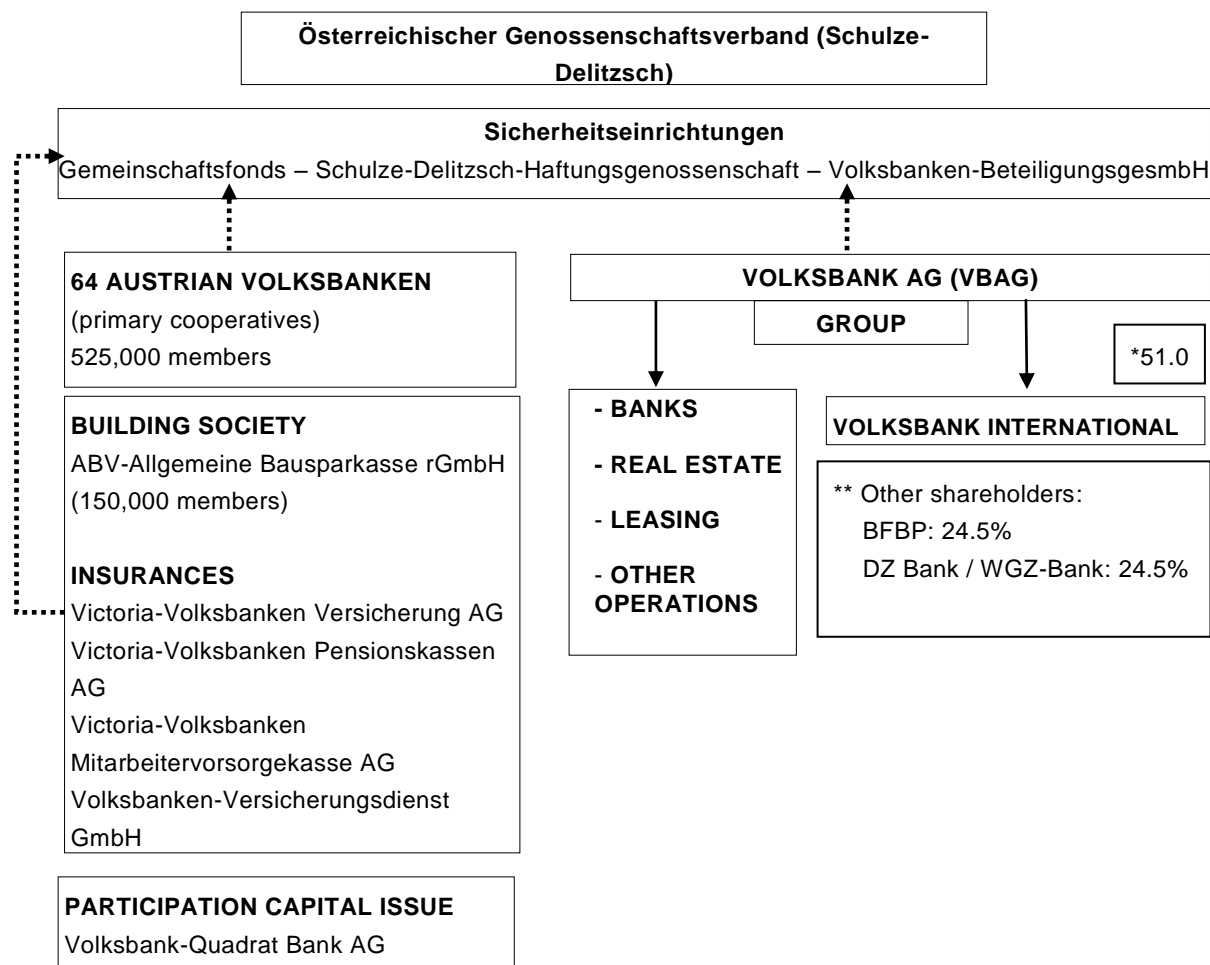 Österreichischer Genossenschaftsverband (Schulze-
Delitzsch)
Sicherheitseinrichtungen
Gemeinschaftsfonds – Schulze-Delitzsch-Haftungsgenossenschaft – Volksbanken-BeteiligungsgesmbH
64 AUSTRIAN VOLKSBANKEN
(primary cooperatives)
525,000 members
BUILDING SOCIETY
ABV-Allgemeine Bausparkasse rGmbH
(150,000 members)
INSURANCES
Victoria-Volksbanken Versicherung AG
Victoria-Volksbanken Pensionskassen
AG
Victoria-Volksbanken
Mitarbeitervorsorgekasse AG
Volksbanken-Versicherungsdienst
GmbH
PARTICIPATION CAPITAL ISSUE
Volksbank-Quadrat Bank AG
VOLKSBANK AG (VBAG)
GROUP
*51.0
- BANKS
- REAL ESTATE
- LEASING
- OTHER
OPERATIONS
VOLKSBANK INTERNATIONAL
** Other shareholders:
BFBP: 24.5%
DZ Bank / WGZ-Bank: 24.5%